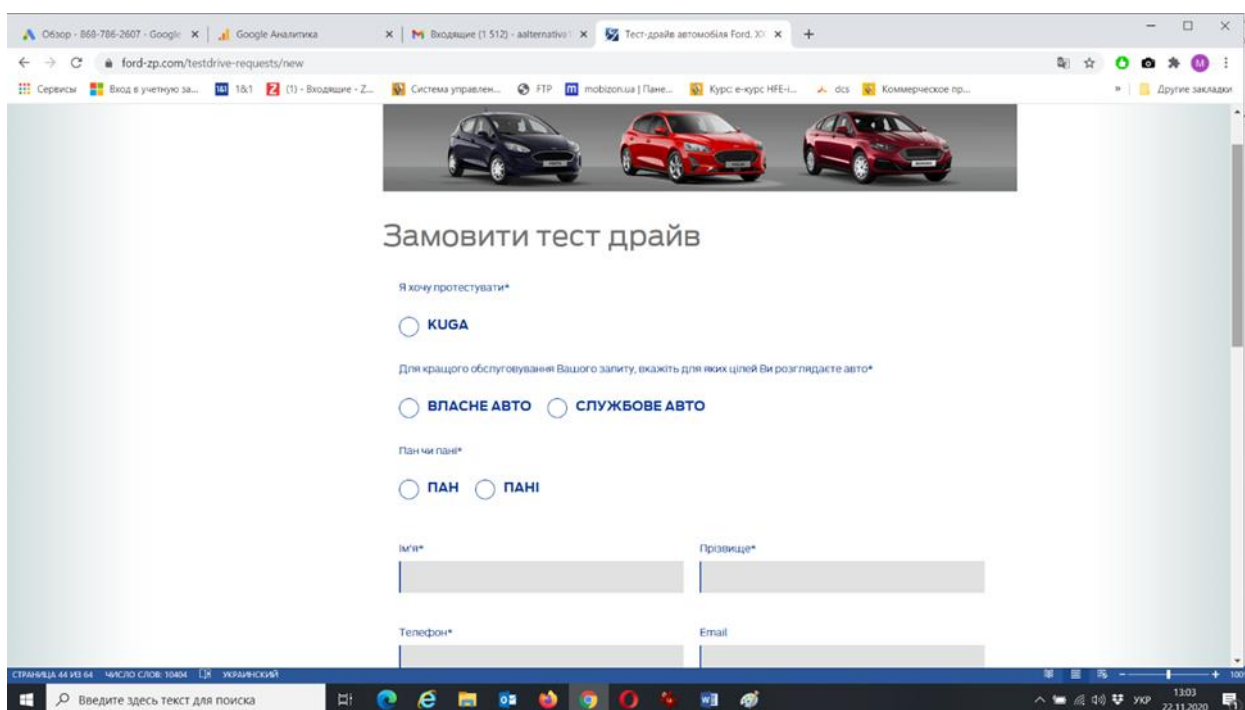 Обзор - 868-786-2607 - Google
Google Аналитика
Входящие (1 512) - aalternativa
Тест-драйв автомобіля Ford.
ford-zp.com/testdrive-requests/new
M
Сервисы
Вход в учетную за...
1&1
1&1
Z
(1) - Входящие - Z...
Система управлен...
FTP
m
mobizon.ua | Пане...
Курс: е-курс HFE-i...
dcs
Коммерческое пр...
»
Другие закладки
Замовити тест драйв
Я хочу протестувати*
KUGA
Для кращого обслуговування Вашого запиту, вкажіть для яких цілей Ви розглядаєте авто*
ВЛАСНЕ АВТО
СЛУЖБОВЕ АВТО
Пан чи пані*
ПАН
ПАНІ
Ім'я*
Прізвище*
Телефон*
Email
СТРАНИЦА 44 ИЗ 64
ЧИСЛО СЛОВ: 10404
УКРАИНСКИЙ
Введите здесь текст для поиска
УКР
13:03
22.11.2020